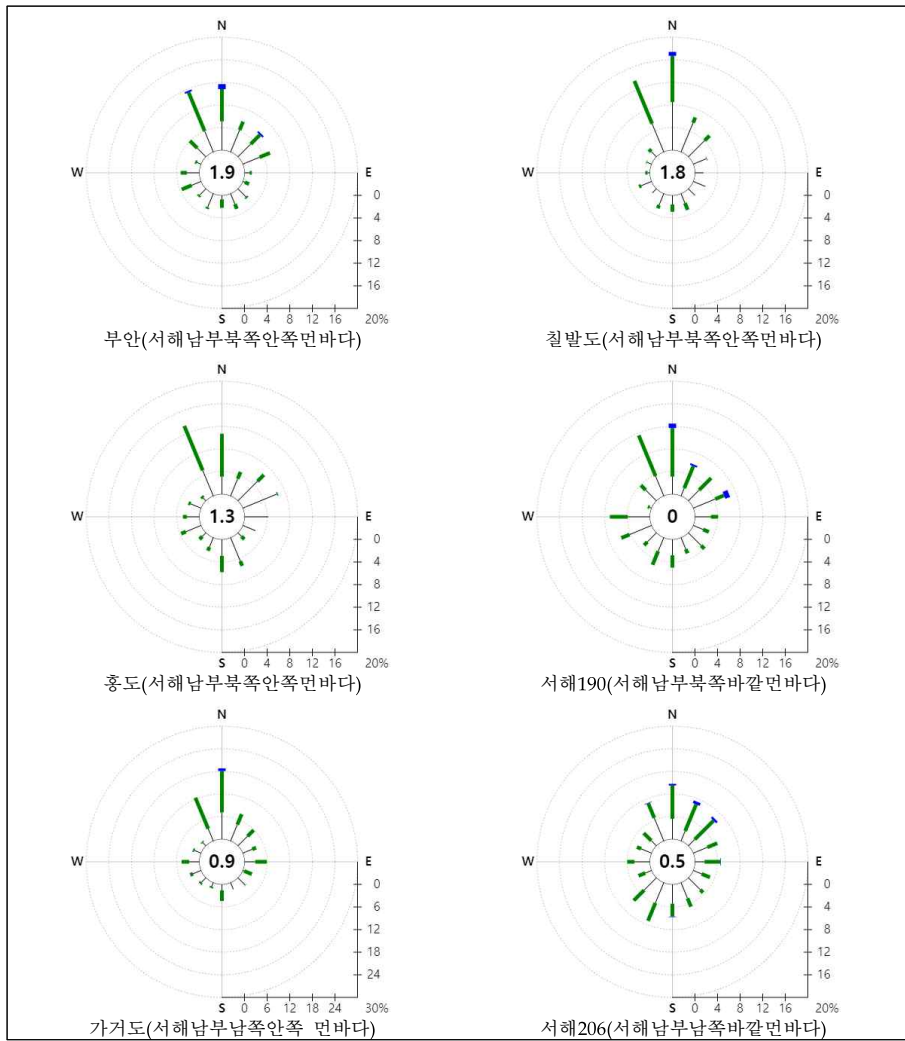 N
N
W
1.9
E
W
1.8
E
0
4
8
12
16
0
4
8
12
16
S 0 4 8 12 16 20%
S 0 4 8 12 16 20%
부안(서해남부북쪽안쪽먼바다)
칠발도(서해남부북쪽안쪽먼바다)
N
N
W
1.3
E
W
0
E
0
4
8
12
16
0
4
8
12
16
S 0 4 8 12 16 20%
S 0 4 8 12 16 20%
홍도(서해남부북쪽안쪽먼바다)
서해190(서해남부북쪽바깥먼바다)
N
N
W
0.9
E
W
0.5
E
0
6
12
18
24
0
4
8
12
16
S 0 6 12 18 24 30%
S 0 4 8 12 16 20%
가거도(서해남부남쪽안쪽 먼바다)
서해206(서해남부남쪽바깥먼바다)